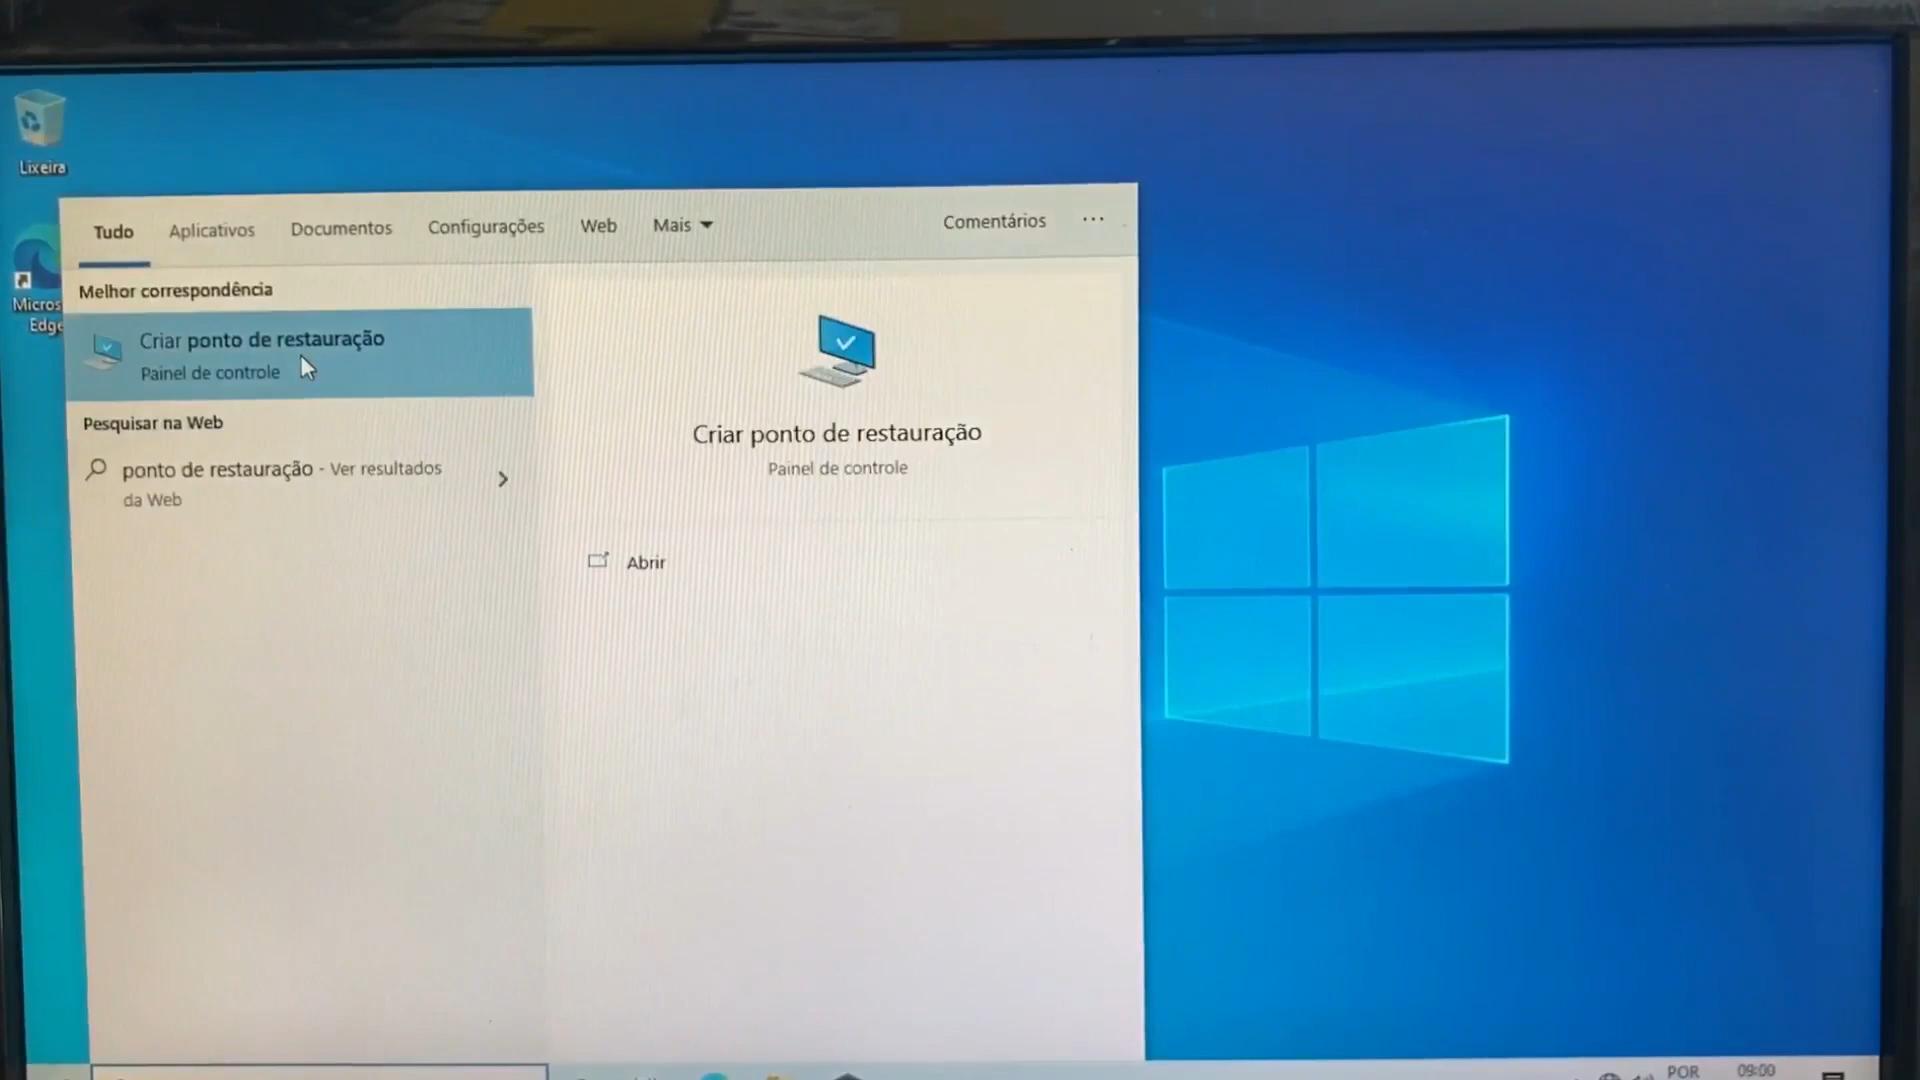 Lixeira
Tudo Aplicativos Documentos Configurações Web Mais Comentários ...
Micros
Edge
Melhor correspondência
Criar ponto de restauração
Painel de controle
Pesquisar na Web
ponto de restauração - Ver resultados
da Web
Criar ponto de restauração
Painel de controle
Abrir
POR
09:00